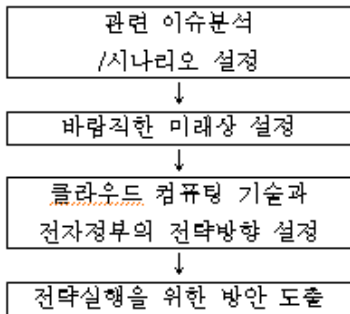 관련 이슈분석
/시나리오 설정
↓
바람직한 미래상 설정
↓
클라우드 컴퓨팅 기술과
전자정부의 전략방향 설정
↓
전략실행을 위한 방안 도출